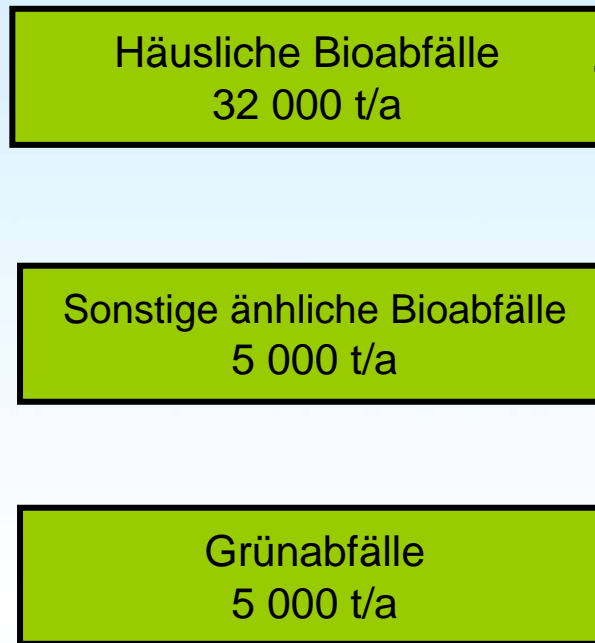 Häusliche Bioabfälle
32 000 t/a
Sonstige änhliche Bioabfälle
5 000 t/a
Grünabfälle
5 000 t/a